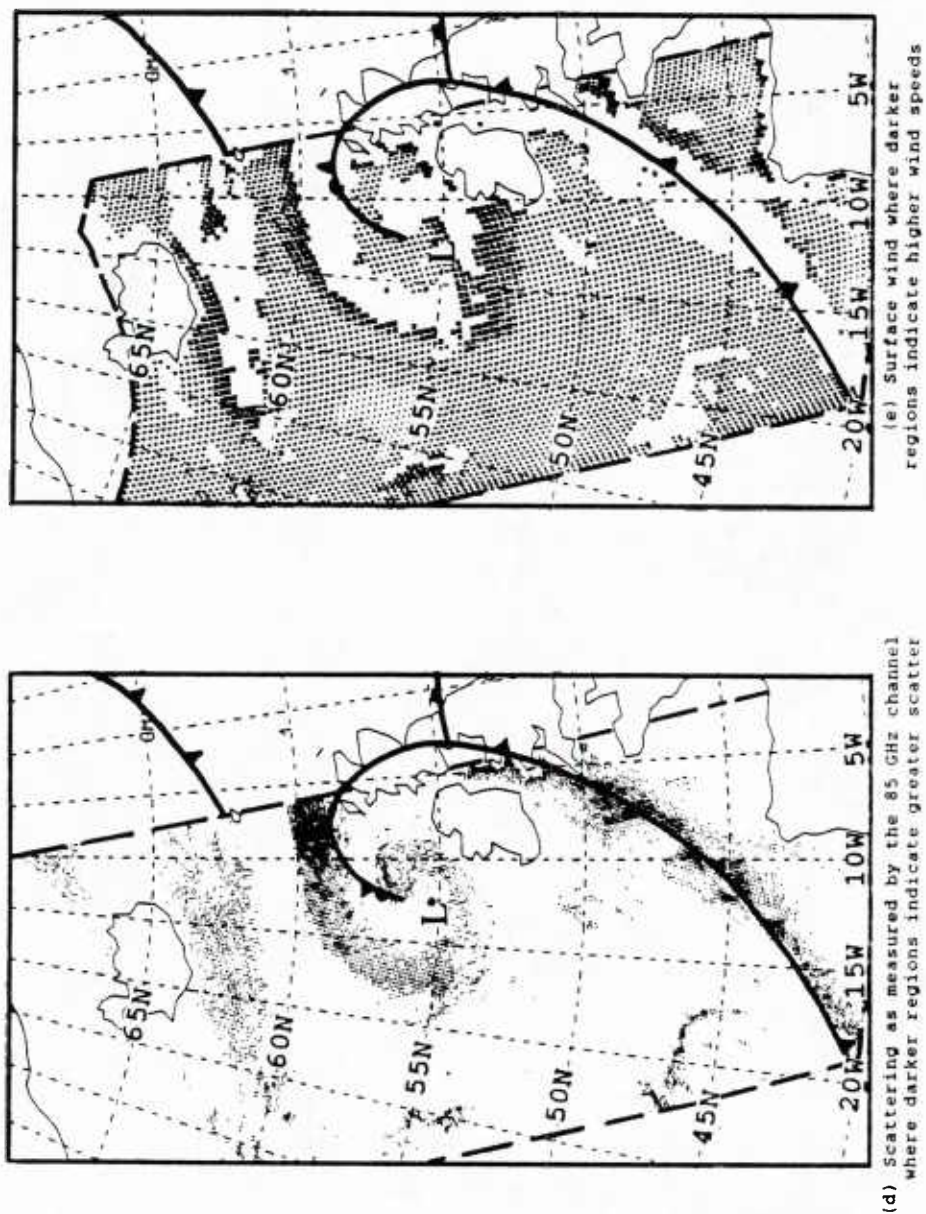 0W
65N
60N
55N
L
50N
45N
20W
15W
10W
5W
(d) Scattering as measured by the 85 GHz channel
where darker regions indicate greater scatter
0W
65N
60N
55N
L
50N
45N
20W
15W
10W
5W
(e) Surface wind where darker
regions indicate higher wind speeds